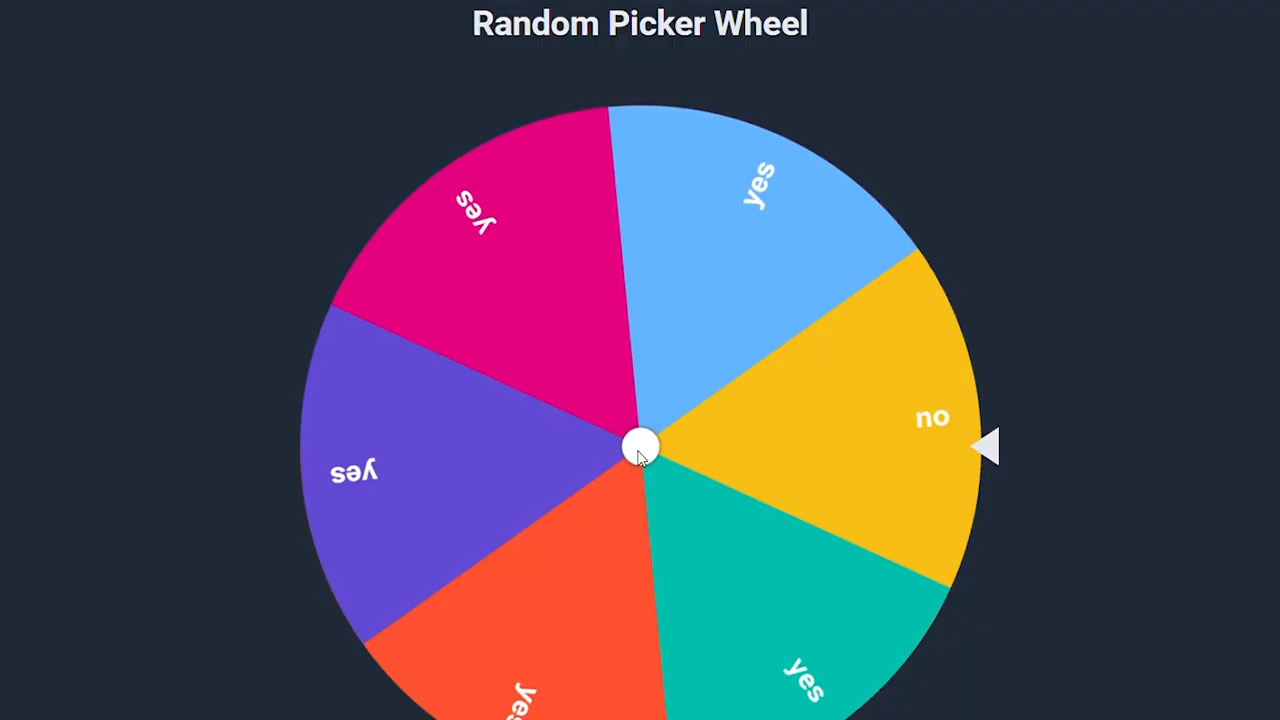 Random Picker Wheel
yes
yes
no
yes
yes
yes